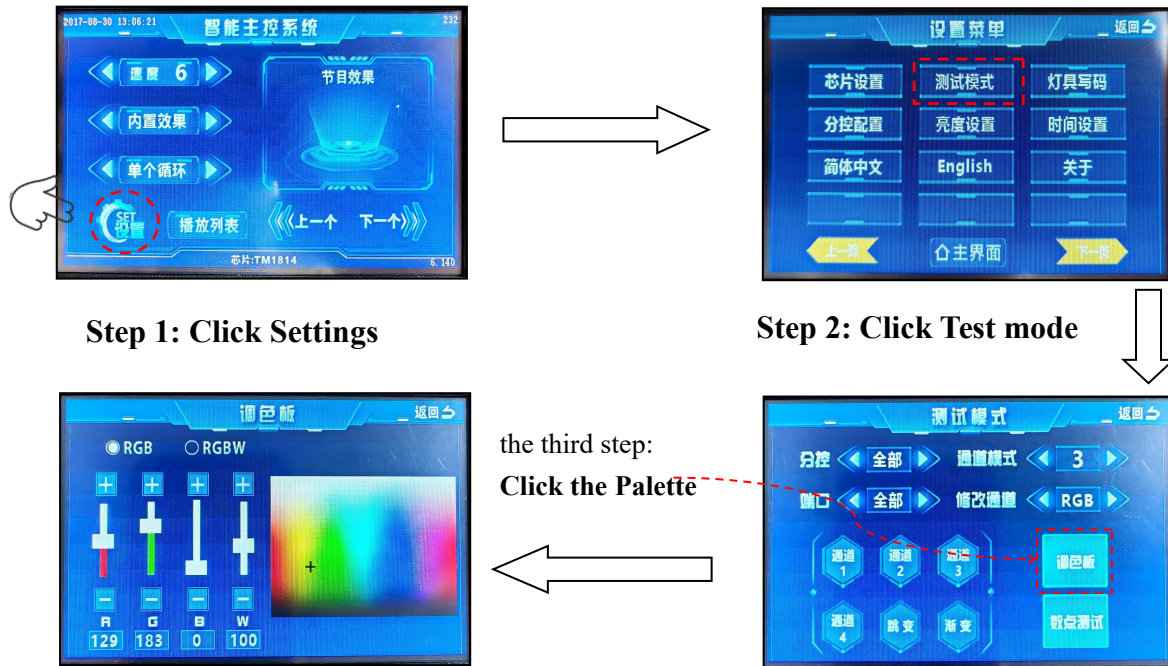 2017-08-30 13:06:21
智能主控系统
232
速度 6
节目效果
内置效果
单个循环
SET
设置
播放列表
上一个
下一个
芯片:TM1814
6.140
Step 1: Click Settings
设置菜单
返回
芯片设置
测试模式
灯具写码
分控配置
亮度设置
时间设置
简体中文
English
关于
上一页
主界面
下一页
Step 2: Click Test mode
测试模式
返回
分控
全部
通道模式
3
端口
全部
修改通道
RGB
通道
1
通道
2
通道
3
调色板
通道
4
跳变
渐变
数点测试
the third step:
Click the Palette
调色板
返回
RGB
RGBW
R
G
B
W
129
183
0
100